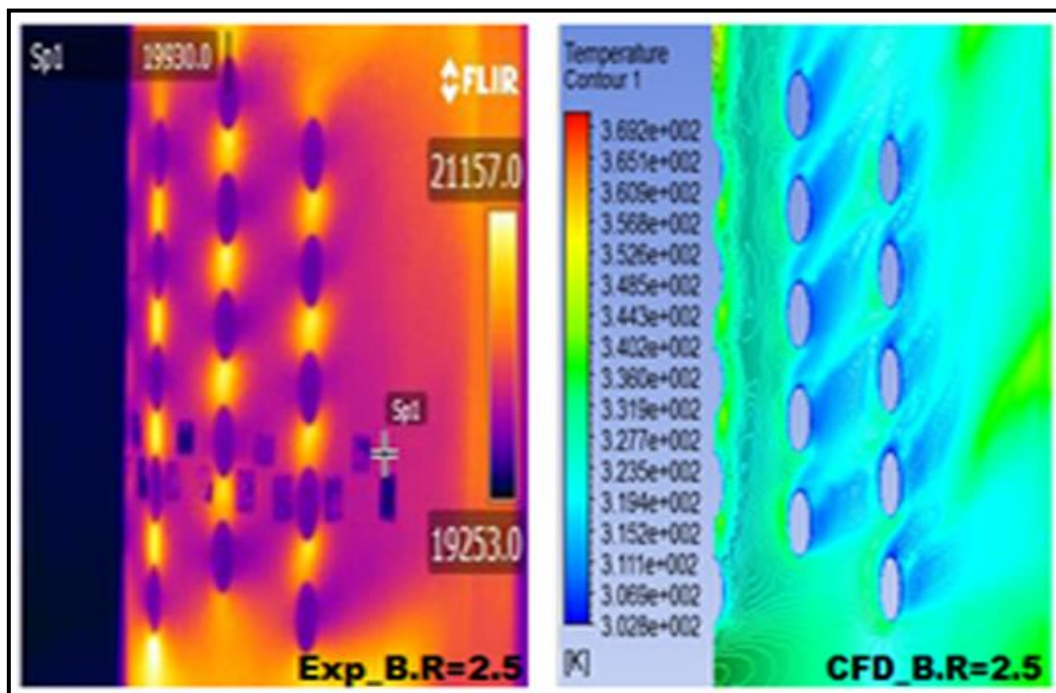 Sp1 19930.0
FLIR
21157.0
Sp1
19253.0
Exp_B.R=2.5
Temperature
Contour 1
3.692e+002
3.651e+002
3.609e+002
3.568e+002
3.526e+002
3.485e+002
3.443e+002
3.402e+002
3.360e+002
3.319e+002
3.277e+002
3.235e+002
3.194e+002
3.152e+002
3.111e+002
3.069e+002
3.028e+002
[K]
CFD_B.R=2.5